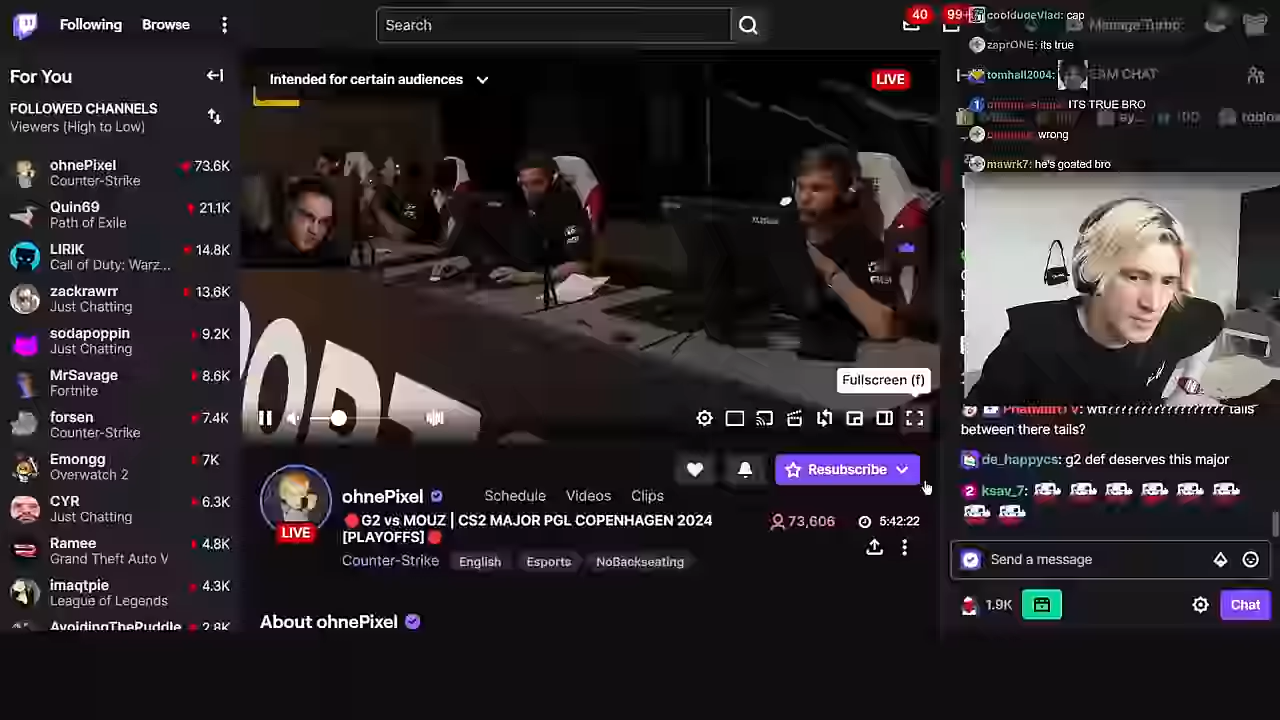 Following
Browse
Search
40
99+
For You
FOLLOWED CHANNELS
Viewers (High to Low)
ohnePixel
73.6K
Counter-Strike
Quin69
21.1K
Path of Exile
LIRIK
14.8K
Call of Duty: Warz...
zackrawrr
13.6K
Just Chatting
sodapoppin
9.2K
Just Chatting
MrSavage
8.6K
Fortnite
forsen
7.4K
Counter-Strike
Emongg
7K
Overwatch 2
CYR
6.3K
Just Chatting
Ramee
4.8K
Grand Theft Auto V
imaqtpie
4.3K
League of Legends
AvoidingThePuddle
2.8K
Intended for certain audiences
LIVE
Fullscreen (f)
Resubscribe
ohnePixel
Schedule
Videos
Clips
LIVE
G2 vs MOUZ | CS2 MAJOR PGL COPENHAGEN 2024
[PLAYOFFS]
73,606
5:42:22
Counter-Strike
English
Esports
NoBackseating
About ohnePixel
cooldudeVlad: cap
Manage Turbo
zaprONE: its true
tomhall2004:
CHAT
ITS TRUE BRO
wrong
mawrk7: he's goated bro
tails
between there tails?
de_happycs: g2 def deserves this major
2 ksav_7:
Send a message
1.9K
Chat